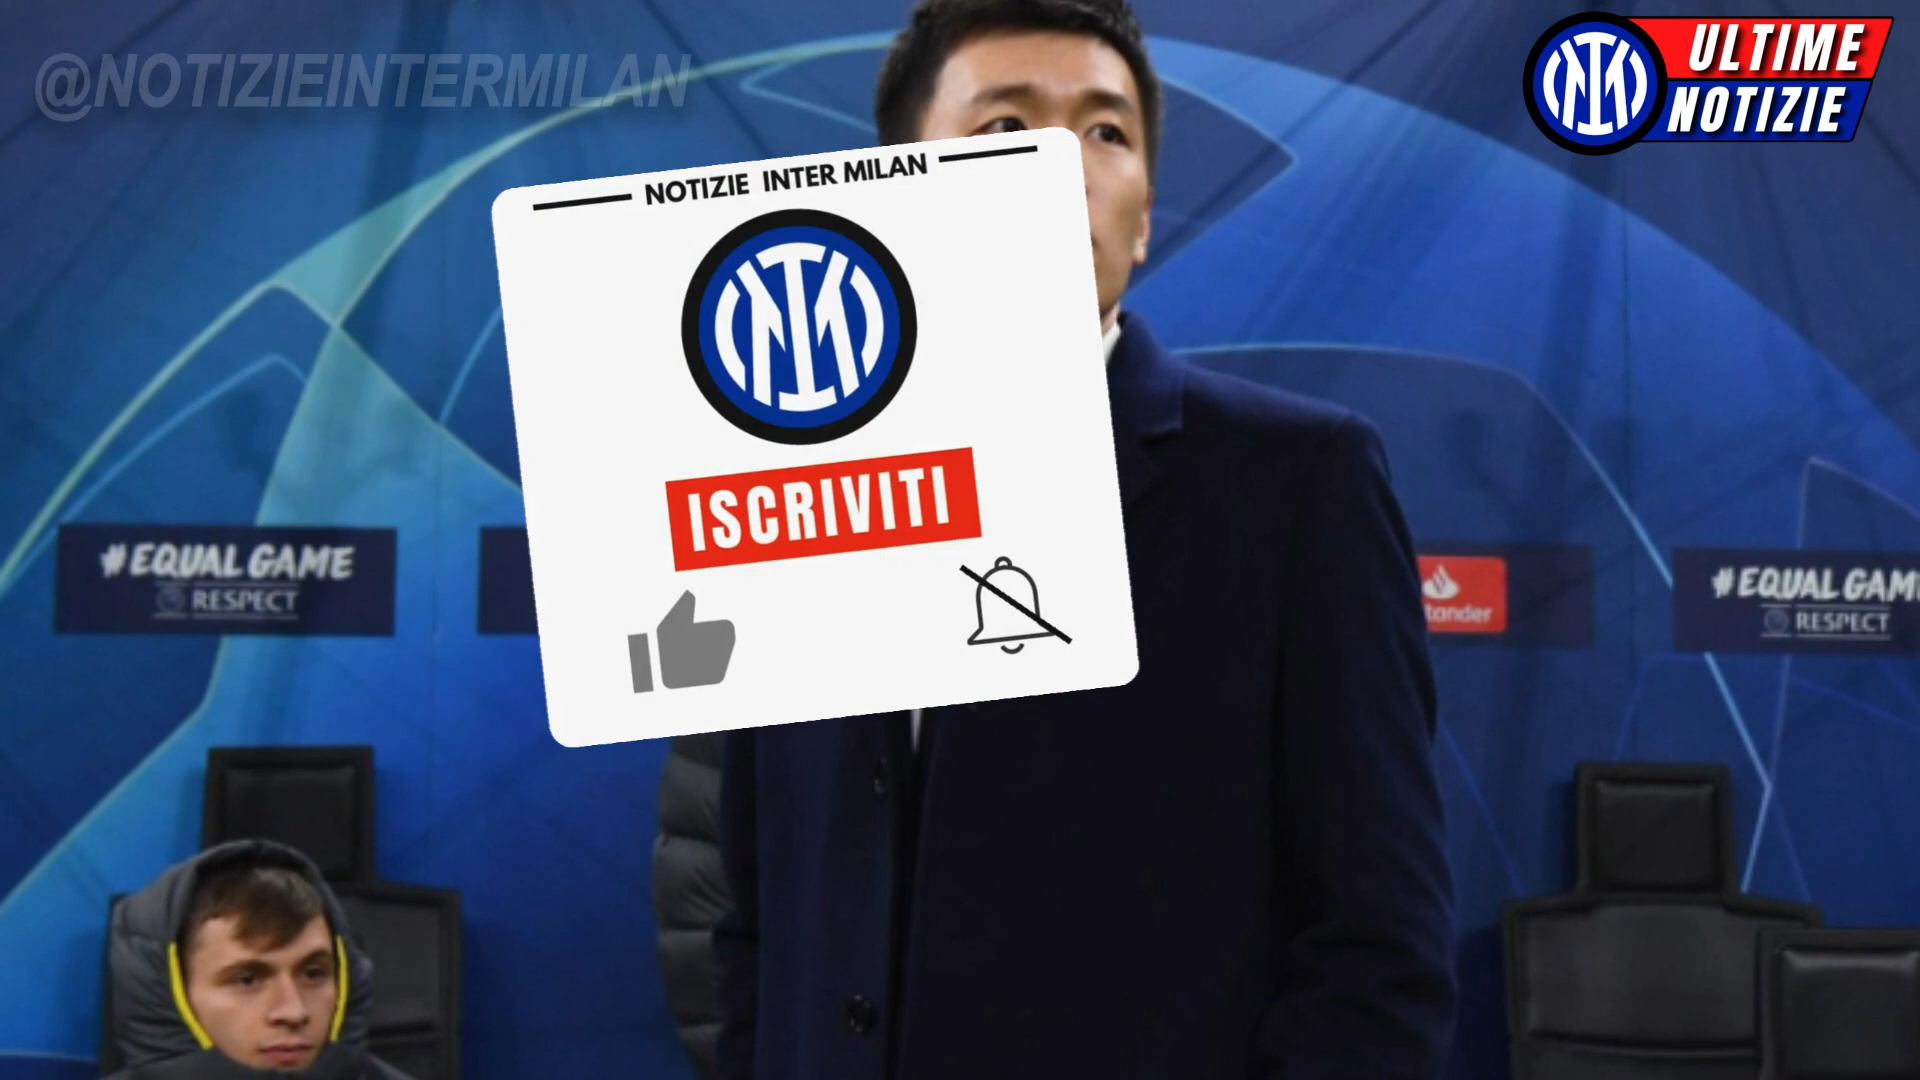 @NOTIZIEINTERMILAN
ULTIME
NOTIZIE
NOTIZIE INTER MILAN
ISCRIVITI
#EQUAL GAME
RESPECT
tander
#EQUAL GAM
RESPECT